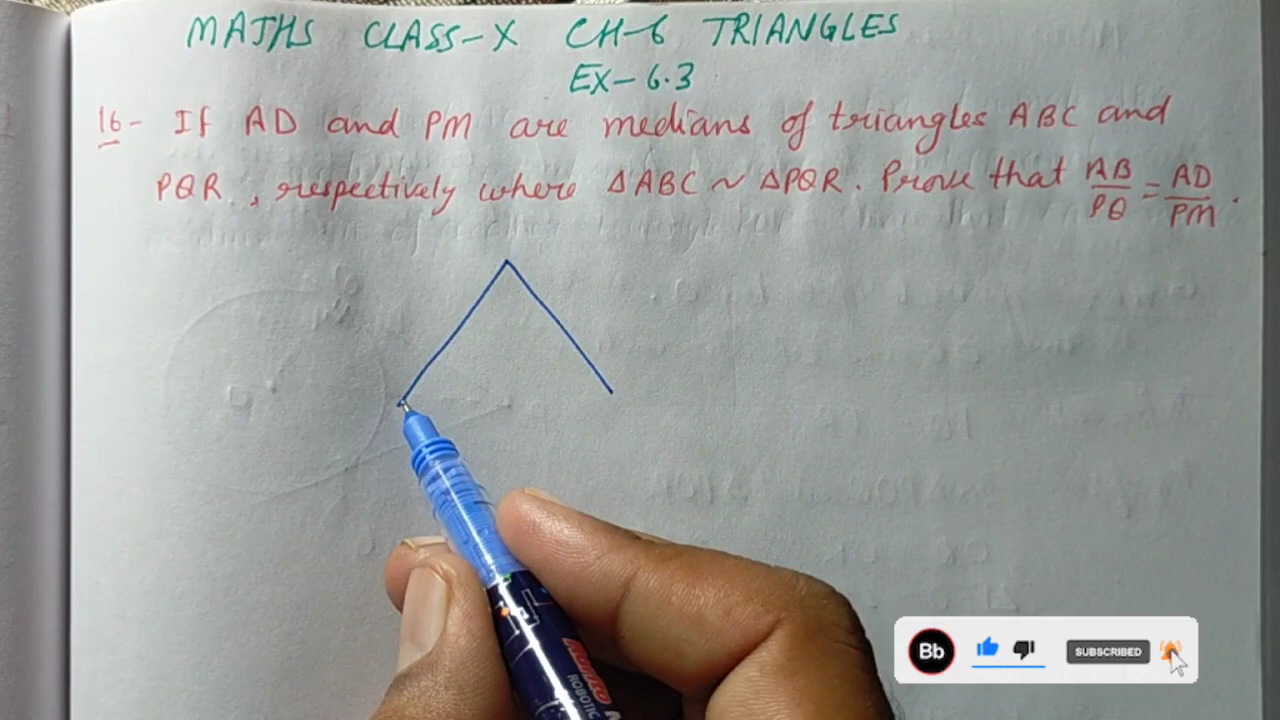 MATHS CLASS-X CH-6 TRIANGLES
EX-6.3
16- If AD and PM are medians of triangles ABC and
PQR, respectively where ΔABC ~ ΔPQR. Prove that AB/PQ = AD/PM.
Bb SUBSCRIBED
ROBOTIC